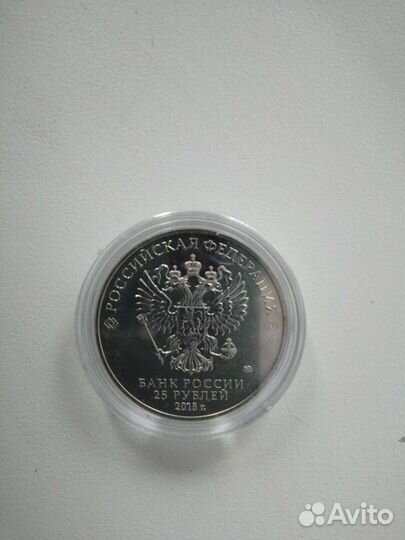 РОССИЙСКАЯ ФЕДЕРАЦИЯ
БАНК РОССИИ
25 РУБЛЕЙ
2018 г.
Avito